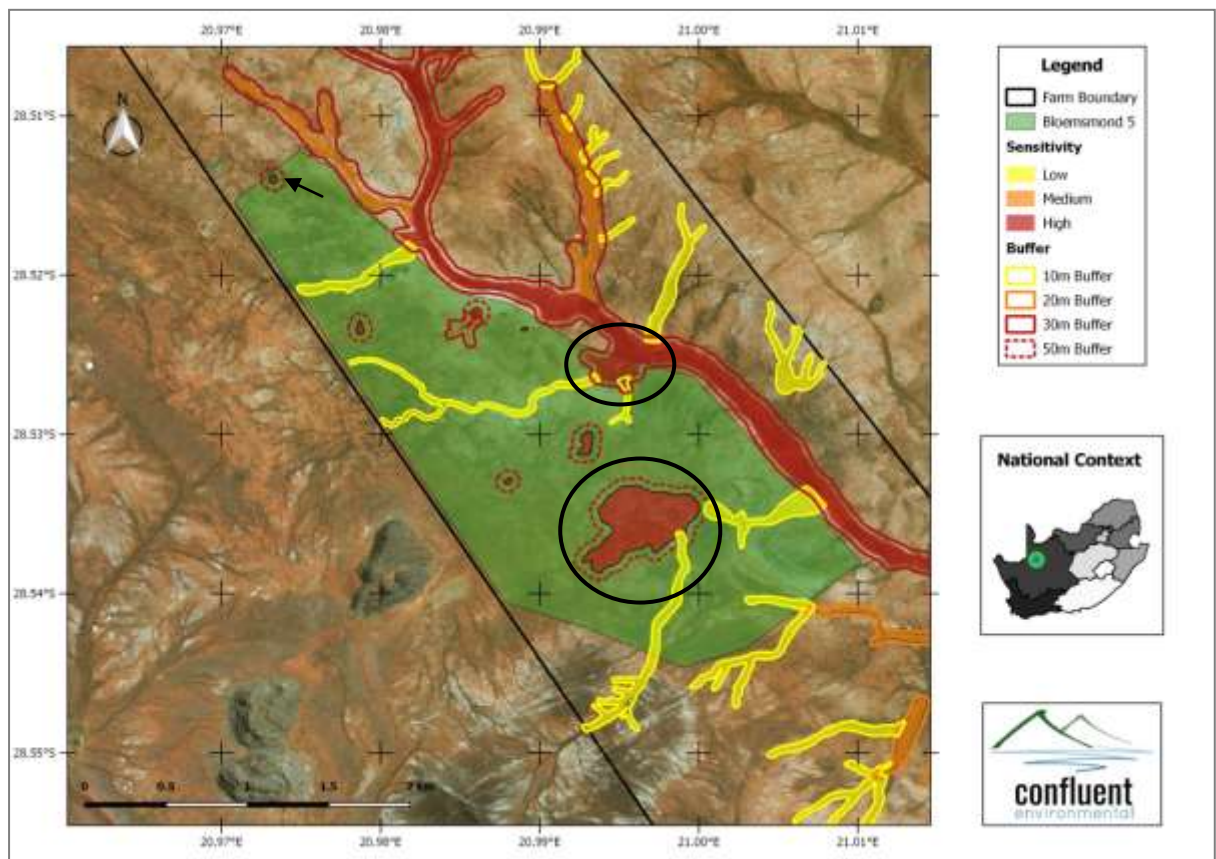 20.97°E 20.98°E 20.99°E 21.00°E 21.01°E
28.51°S
28.52°S
28.53°S
28.54°S
28.55°S
N
0 0.5 1 1.5 2 km
20.97°E 20.98°E 20.99°E 21.00°E 21.01°E
Legend
Farm Boundary
Bloemsmond 5
Sensitivity
Low
Medium
High
Buffer
10m Buffer
20m Buffer
30m Buffer
50m Buffer
National Context
confluent
environmental